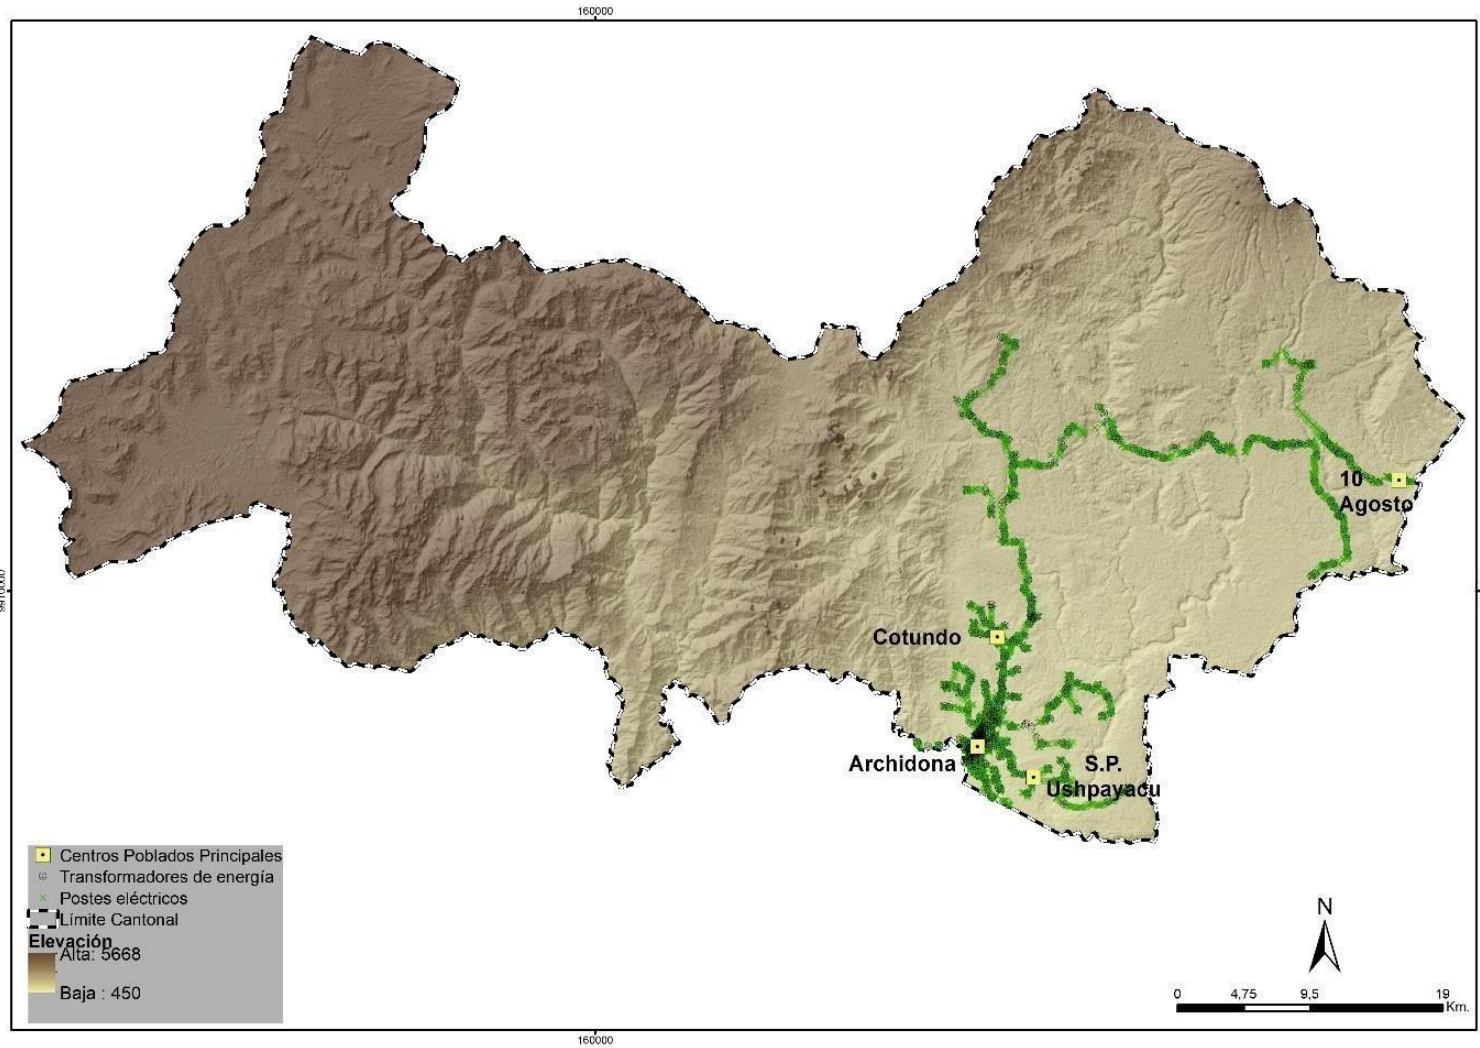 160000
10
Agosto
Cotundo
Archidona
S.P.
Ushpayacu
Centros Poblados Principales
Transformadores de energía
Postes eléctricos
Límite Cantonal
Elevación
Alta: 5668
Baja : 450
N
0 4,75 9,5 19
Km.
160000